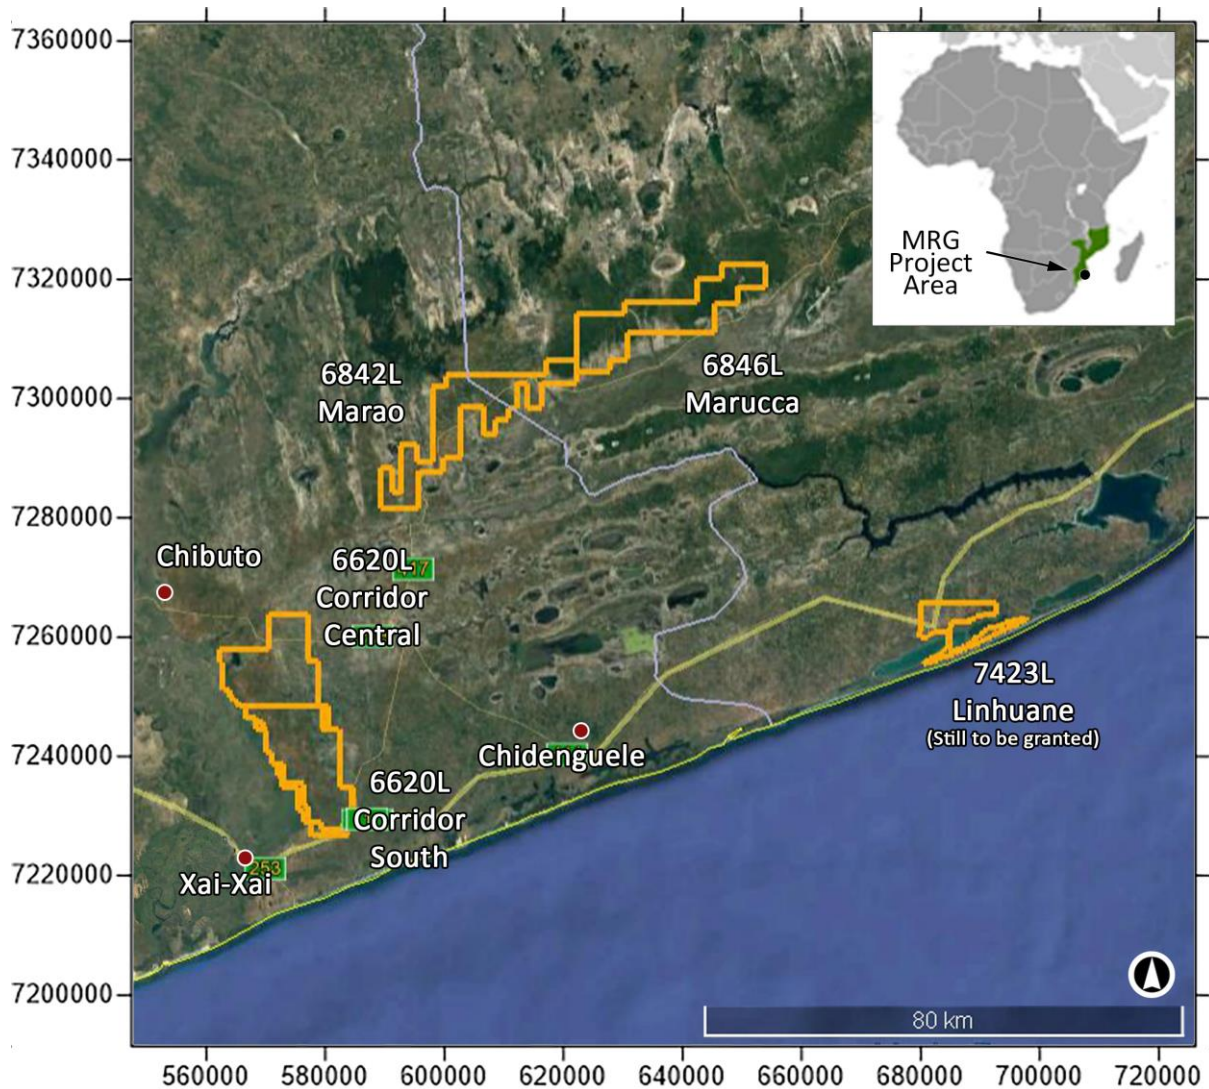 7360000
7340000
7320000
7300000
7280000
7260000
7240000
7220000
7200000
MRG
Project
Area
6842L
Marao
6846L
Marucca
Chibuto
6620L
Corridor
Central
7423L
Linhuane
(Still to be granted)
Chidenguele
6620L
Corridor
South
253
Xai-Xai
80 km
560000 580000 600000 620000 640000 660000 680000 700000 720000